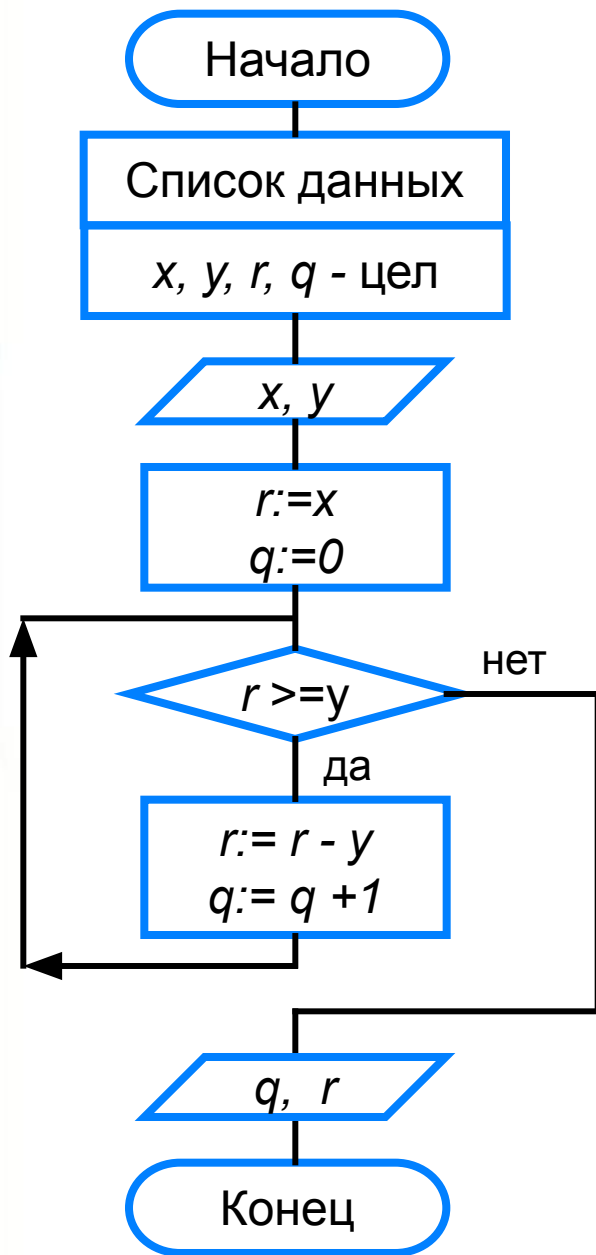 Начало
Список данных
x, y, r, q - цел
x, y
r:=x
q:=0
нет
r >=y
да
r:= r - y
q:= q +1
q, r
Конец